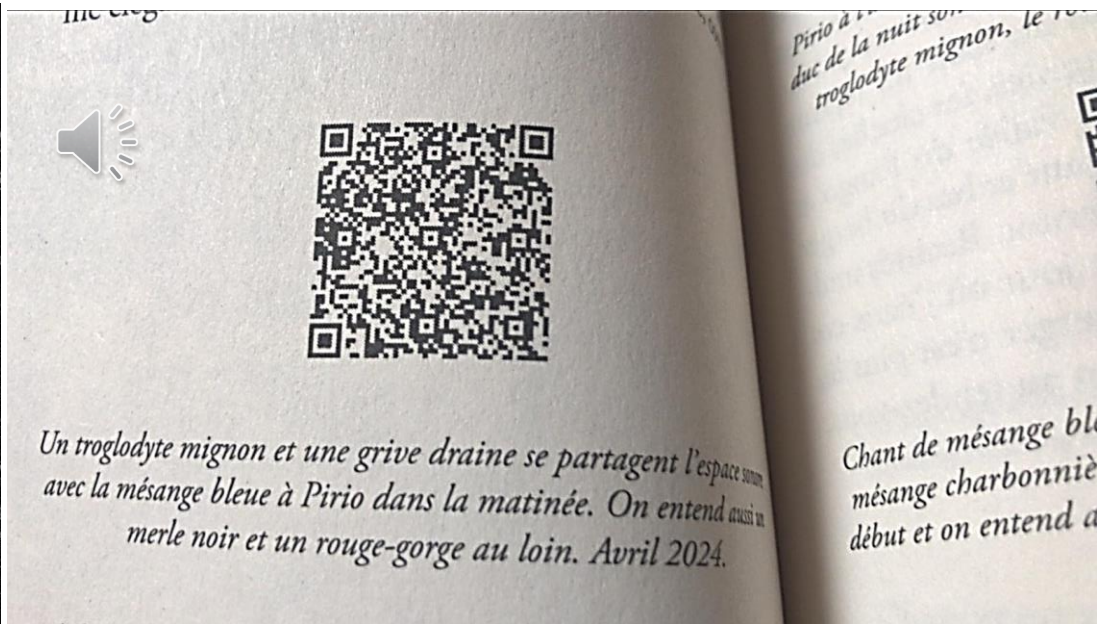 Un troglodyte mignon et une grive draine se partagent l'espace sonore
avec la mésange bleue à Pirio dans la matinée. On entend aussi un
merle noir et un rouge-gorge au loin. Avril 2024.
Pirio à
duc de la nuit
troglodyte mignon, le
Chant de mésange
mésange
début et on entend